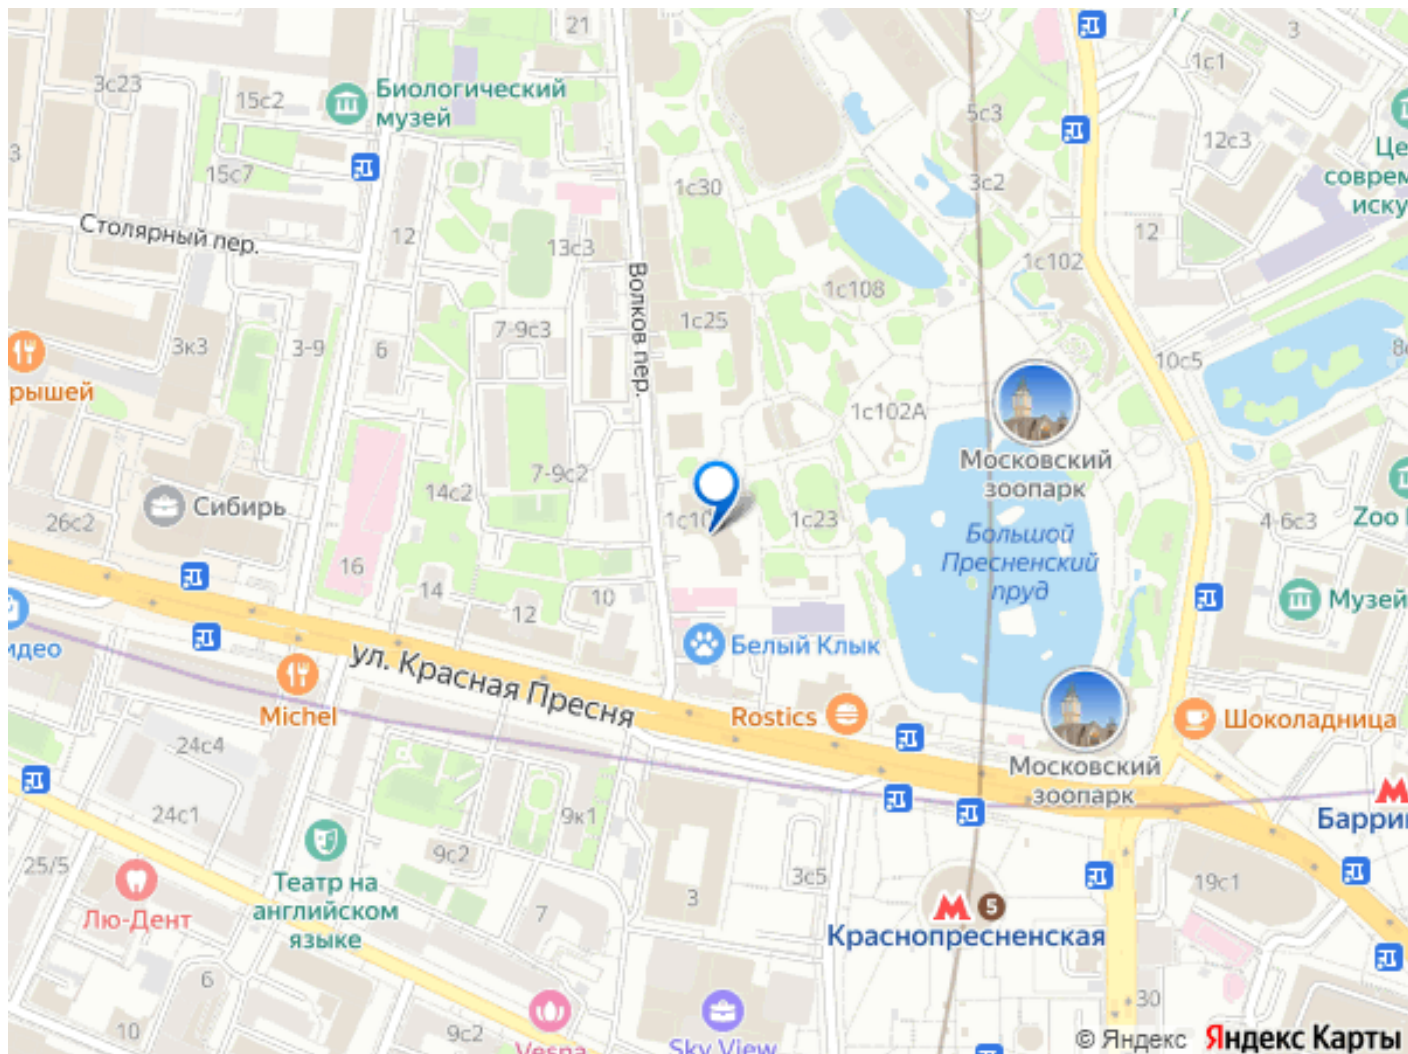 21
3
3с23
15с2
Биологический
музей
1с1
5с3
12с3
3
15с7
1с30
3с2
Це
соврем
иску
Столярный пер.
12
13с3
12
1с102
Волков пер.
1с108
7-9с3
1с25
3к3
3-9
6
10с5
рышей
1с102А
Московский
зоопарк
7-9с2
14с2
Сибирь
26с2
1с23
4-6с3
Zoo
Большой
Пресненский
пруд
16
14
12
10
Музей
идео
Белый Клык
ул. Красная Пресня
Michel
Rostics
Шоколадница
24с4
Московский
зоопарк
24с1
9к1
Барри
9с2
25/5
3с5
19с1
Театр на
английском
языке
Лю-Дент
7
3
5
Краснопресненская
6
30
10
9с2
Vesna
Sky View
© Яндекс Яндекс Карты